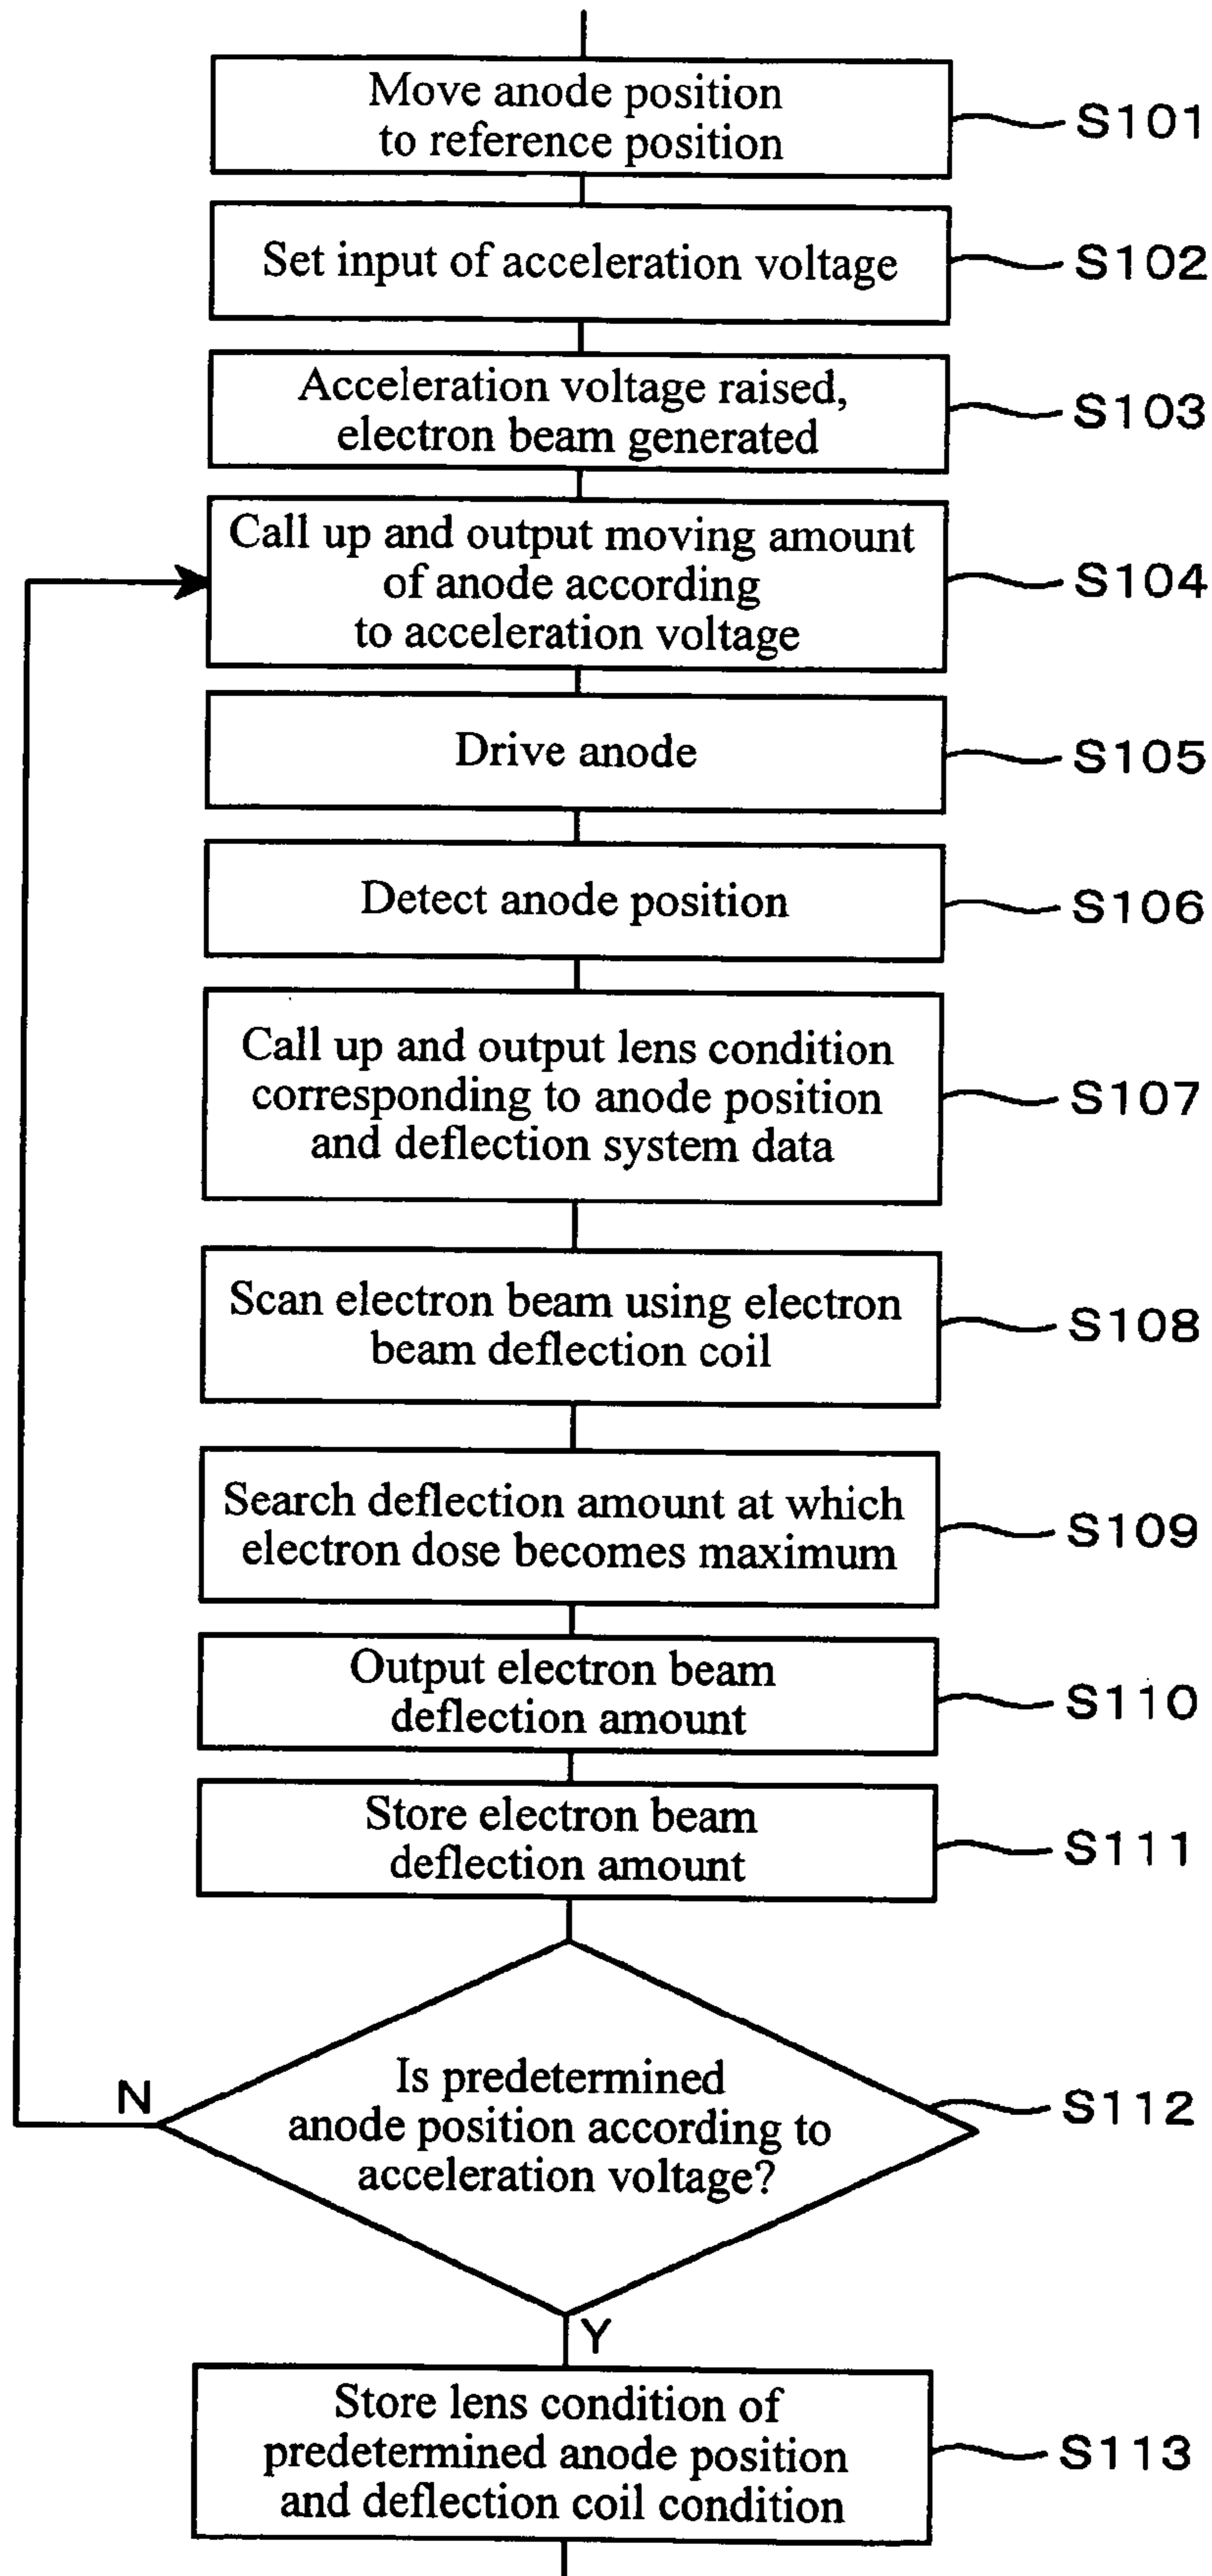 Move anode position
to reference position
S101
Set input of acceleration voltage
S102
Acceleration voltage raised,
electron beam generated
S103
Call up and output moving amount
of anode according
to acceleration voltage
S104
Drive anode
S105
Detect anode position
S106
Call up and output lens condition
corresponding to anode position
and deflection system data
S107
Scan electron beam using electron
beam deflection coil
S108
Search deflection amount at which
electron dose becomes maximum
S109
Output electron beam
deflection amount
S110
Store electron beam
deflection amount
S111
N
Is predetermined
anode position according to
acceleration voltage?
S112
Y
Store lens condition of
predetermined anode position
and deflection coil condition
S113